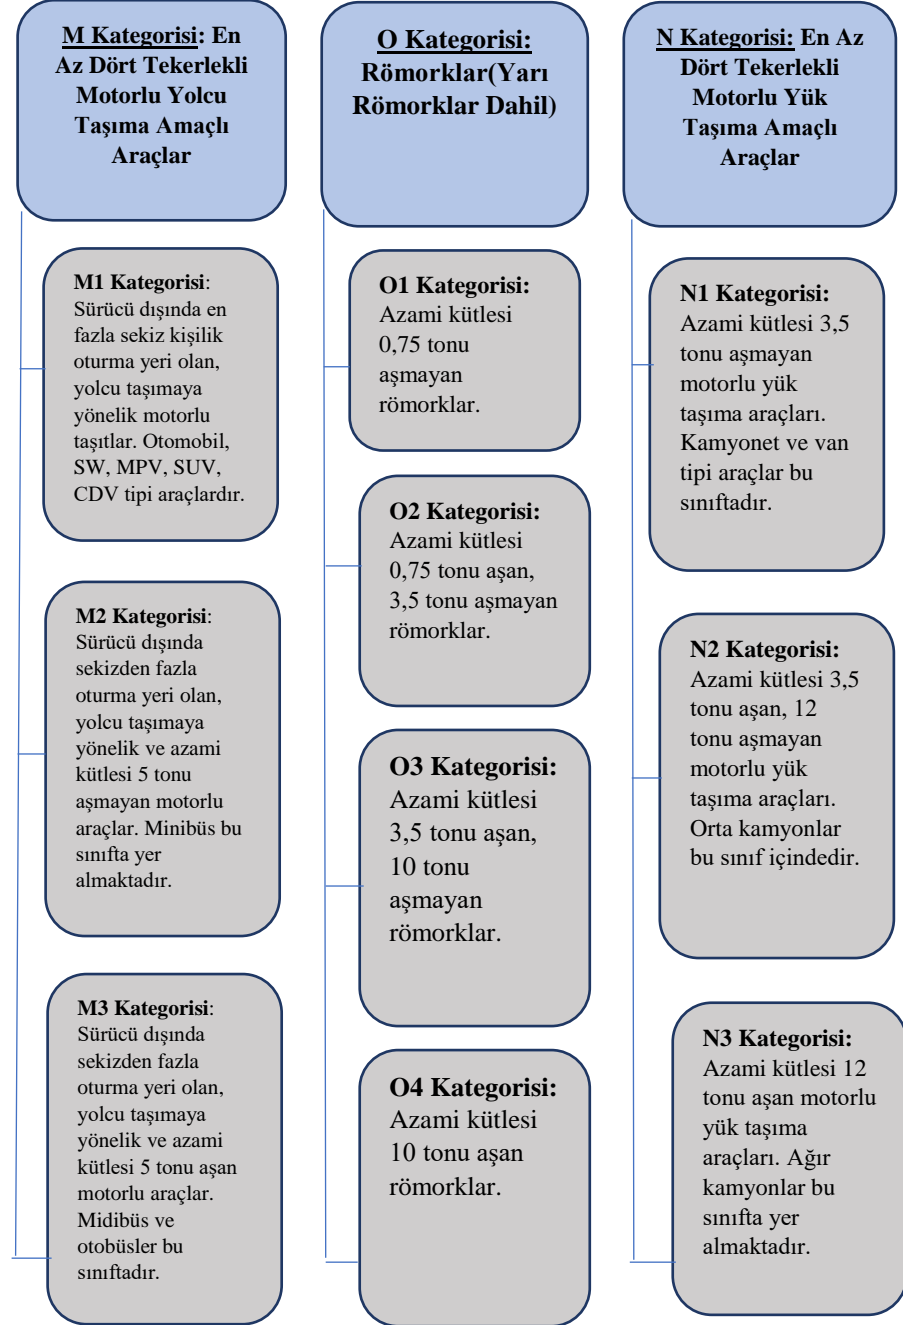 M Kategorisi: En
Az Dört Tekerlekli
Motorlu Yolcu
Taşıma Amaçlı
Araçlar
M1 Kategorisi:
Sürücü dışında en
fazla sekiz kişilik
oturma yeri olan,
yolcu taşımaya
yönelik motorlu
taşıtlar. Otomobil,
SW, MPV, SUV,
CDV tipi araçlardır.
M2 Kategorisi:
Sürücü dışında
sekizden fazla
oturma yeri olan,
yolcu taşımaya
yönelik ve azami
kütlesi 5 tonu
aşmayan motorlu
araçlar. Minibüs bu
sınıfta yer
almaktadır.
M3 Kategorisi:
Sürücü dışında
sekizden fazla
oturma yeri olan,
yolcu taşımaya
yönelik ve azami
kütlesi 5 tonu aşan
motorlu araçlar.
Midibüs ve
otobüsler bu
sınıftadır.
O Kategorisi:
Römorklar(Yarı
Römorklar Dahil)
O1 Kategorisi:
Azami kütlesi
0,75 tonu
aşmayan
römorklar.
O2 Kategorisi:
Azami kütlesi
0,75 tonu aşan,
3,5 tonu aşmayan
römorklar.
O3 Kategorisi:
Azami kütlesi
3,5 tonu aşan,
10 tonu
aşmayan
römorklar.
O4 Kategorisi:
Azami kütlesi
10 tonu aşan
römorklar.
N Kategorisi: En Az
Dört Tekerlekli
Motorlu Yük
Taşıma Amaçlı
Araçlar
N1 Kategorisi:
Azami kütlesi 3,5
tonu aşmayan
motorlu yük
taşıma araçları.
Kamyonet ve van
tipi araçlar bu
sınıftadır.
N2 Kategorisi:
Azami kütlesi 3,5
tonu aşan, 12
tonu aşmayan
motorlu yük
taşıma araçları.
Orta kamyonlar
bu sınıf içindedir.
N3 Kategorisi:
Azami kütlesi 12
tonu aşan motorlu
yük taşıma
araçları. Ağır
kamyonlar bu
sınıfta yer
almaktadır.